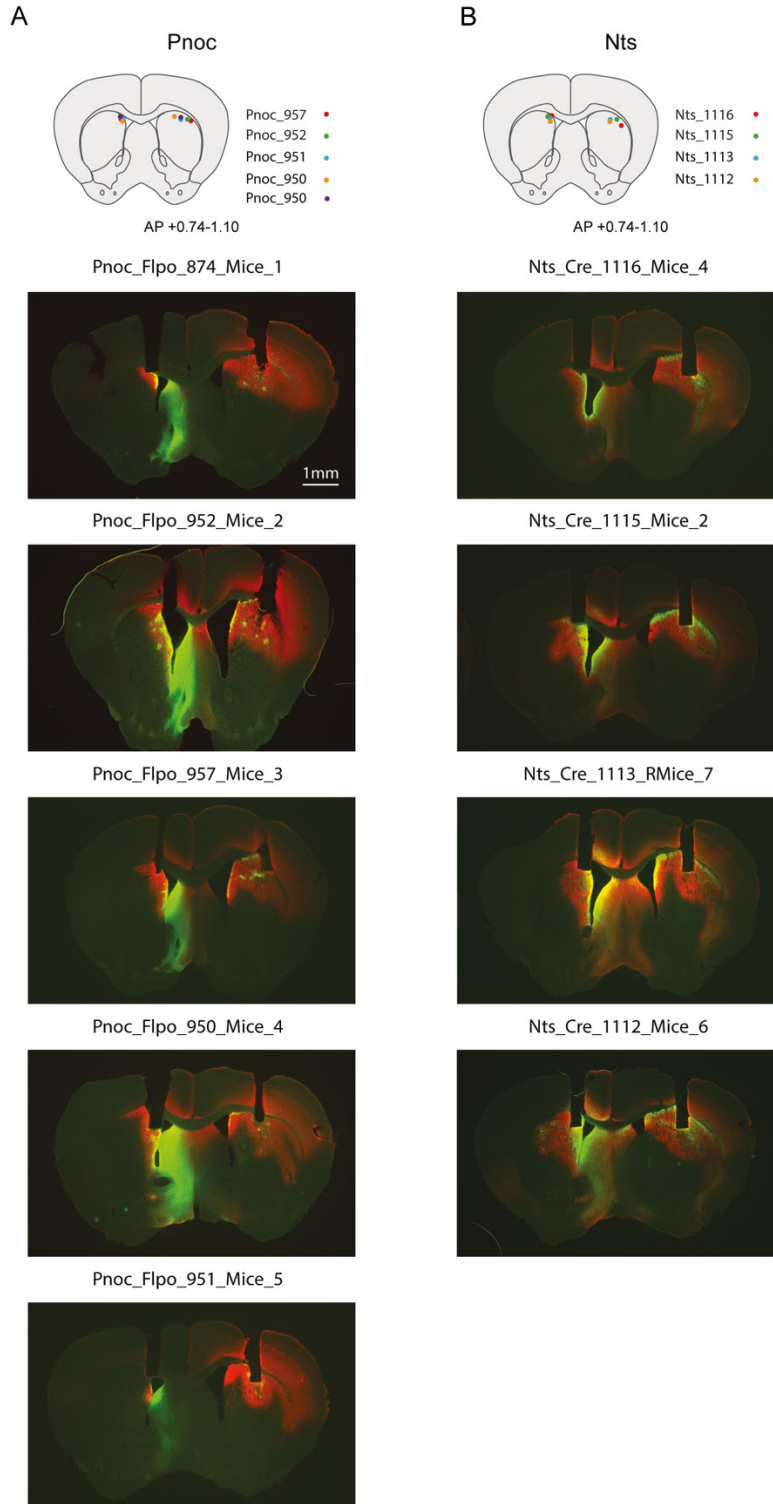 A
Pnoc
Pnoc_957
Pnoc_952
Pnoc_951
Pnoc_950
Pnoc_950
AP +0.74-1.10
Pnoc_Flpo_874_Mice_1
1mm
Pnoc_Flpo_952_Mice_2
Pnoc_Flpo_957_Mice_3
Pnoc_Flpo_950_Mice_4
Pnoc_Flpo_951_Mice_5
B
Nts
Nts_1116
Nts_1115
Nts_1113
Nts_1112
AP +0.74-1.10
Nts_Cre_1116_Mice_4
Nts_Cre_1115_Mice_2
Nts_Cre_1113_RMice_7
Nts_Cre_1112_Mice_6